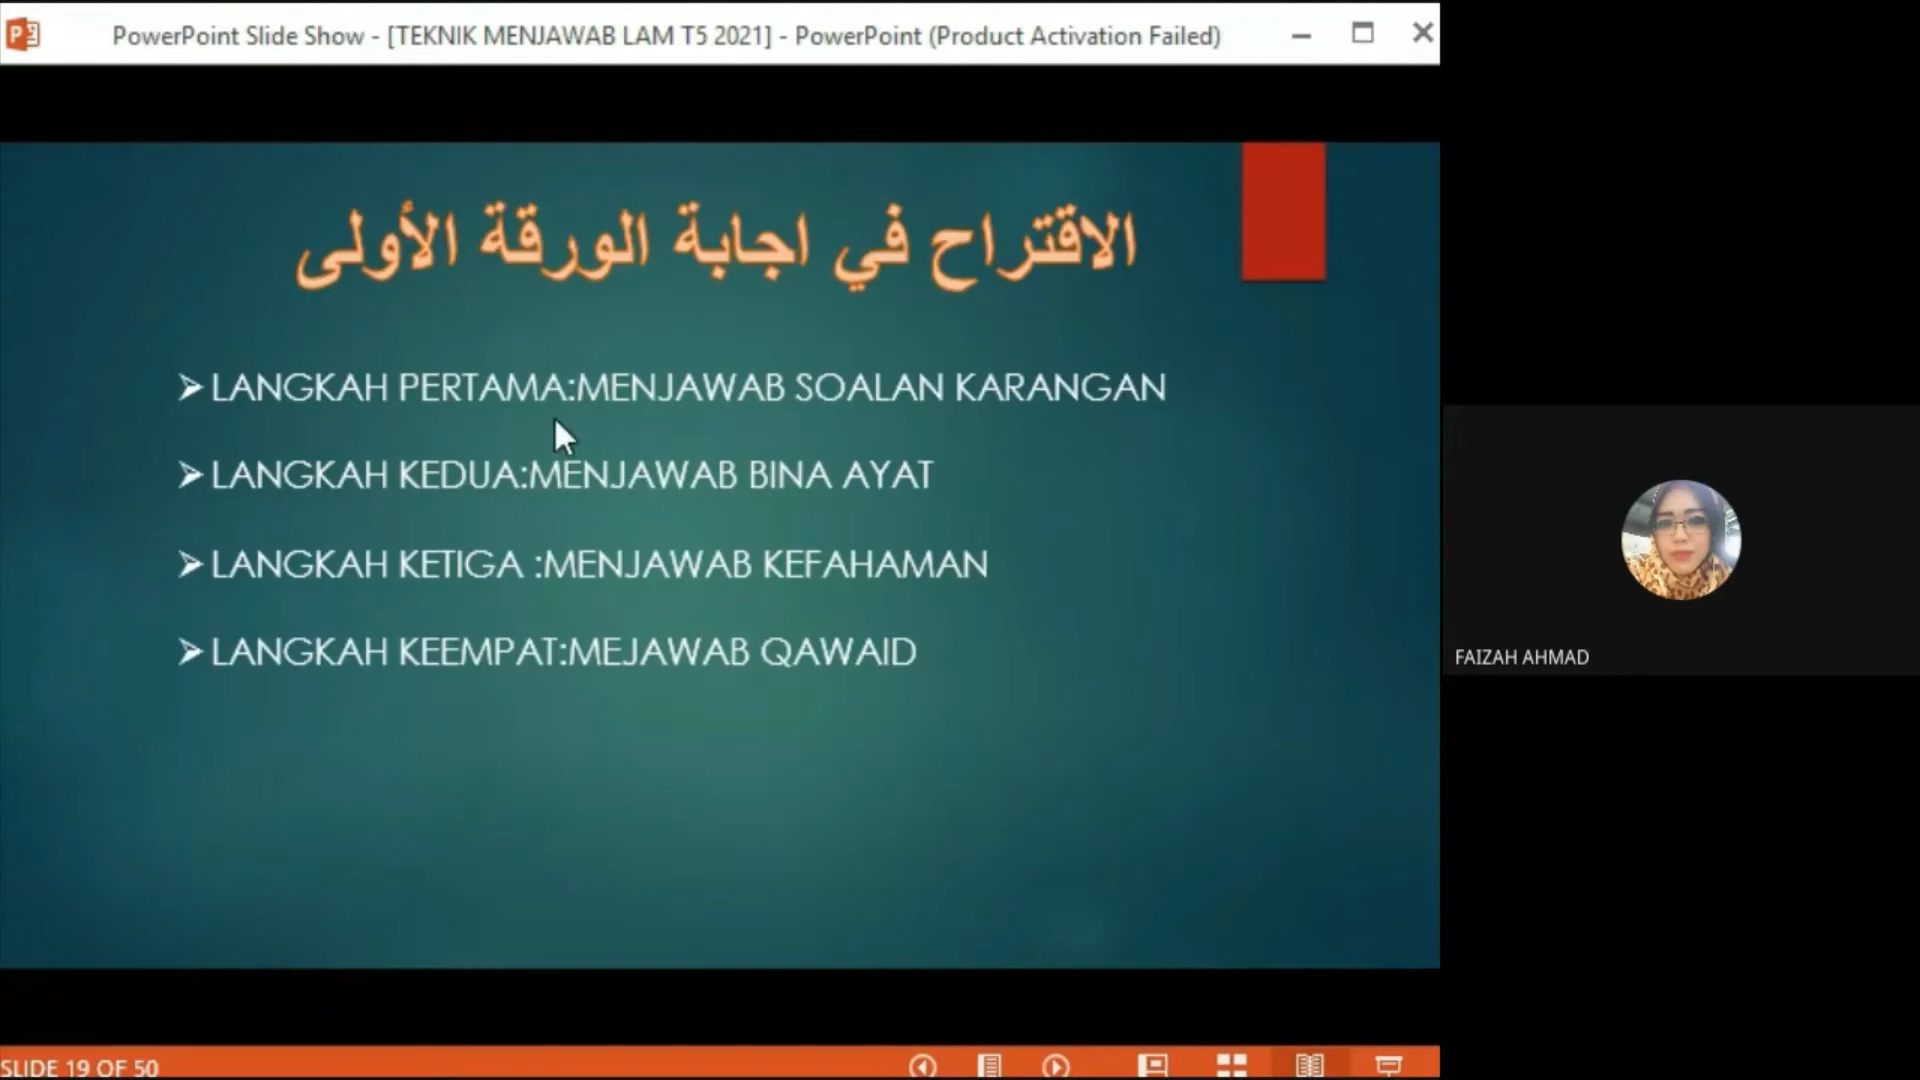 PowerPoint Slide Show - [TEKNIK MENJAWAB LAM T5 2021] - PowerPoint (Product Activation Failed)
الاقتراح في اجابة الورقة الأولى
LANGKAH PERTAMA:MENJAWAB SOALAN KARANGAN
LANGKAH KEDUA:MENJAWAB BINA AYAT
LANGKAH KETIGA :MENJAWAB KEFAHAMAN
LANGKAH KEEMPAT:MEJAWAB QAWAID
FAIZAH AHMAD
SLIDE 19 OF 50